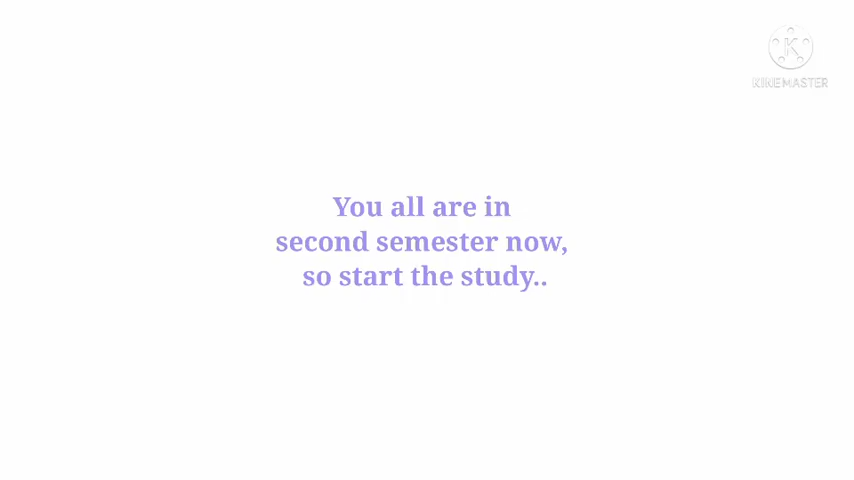 KINEMASTER
You all are in
second semester now,
so start the study..